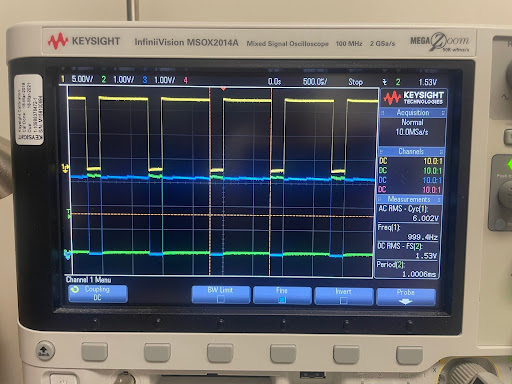 KEYSIGHT InfiniiVision MSOX2014A Mixed Signal Oscilloscope 100 MHz 2 GSa/s MEGA Zoom
1 5.00V/ 2 1.00V/ 3 1.00V/ 4 0.0s 500.0s/ Stop 2 1.53V
KEYSIGHT
TECHNOLOGIES
Acquisition
Normal
10.0MSa/s
Channels
DC 10.0:1
DC 10.0:1
DC 10.0:1
DC 10.0:1
Measurements
AC RMS - Cyc(1):
6.002V
Freq(1):
999.4Hz
DC RMS - FS(2):
1.53V
Period(2):
1.0006ms
Channel 1 Menu
Coupling
DC
BW Limit
Fine
Invert
Probe
Back